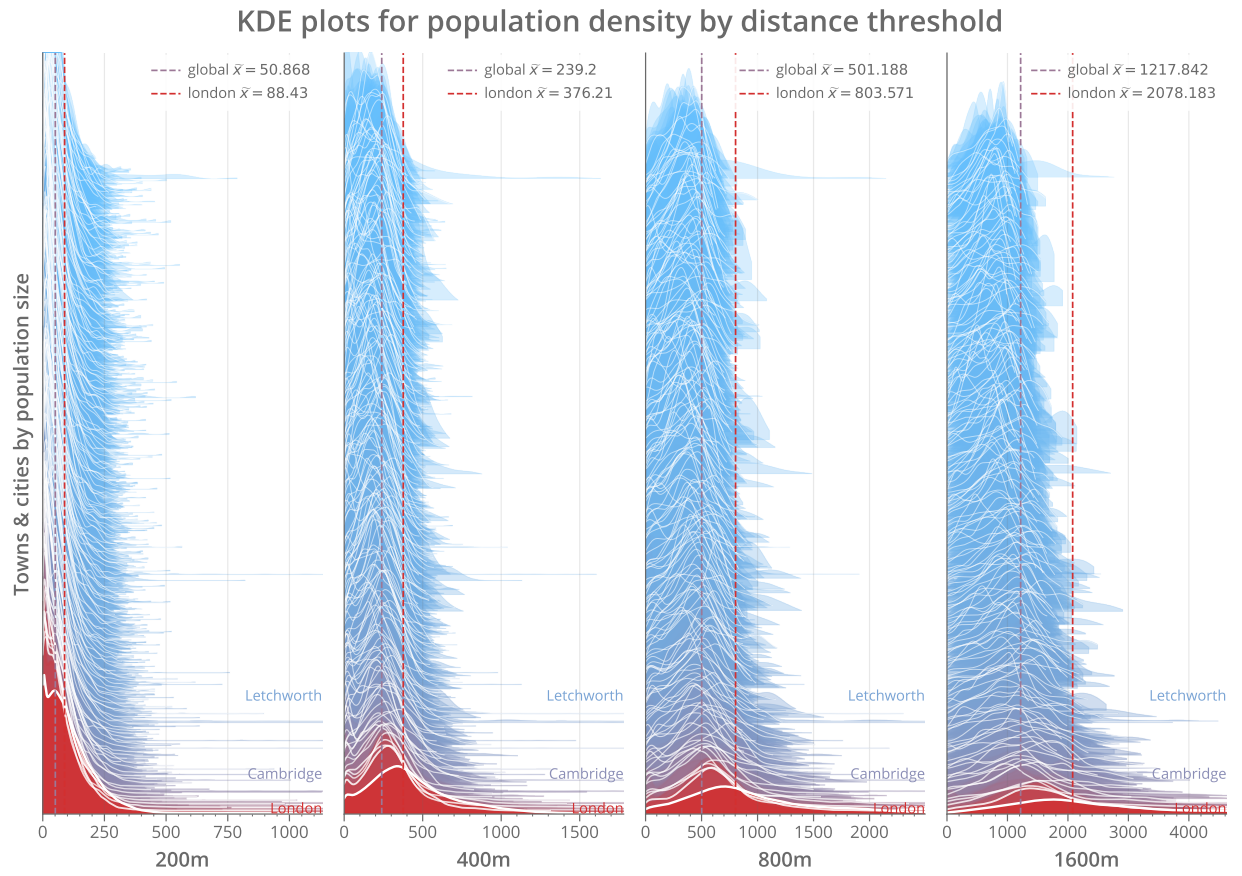 KDE plots for population density by distance threshold
Towns & cities by population size
global x̃ = 50.868
london x̃ = 88.43
global x̃ = 239.2
london x̃ = 376.21
global x̃ = 501.188
london x̃ = 803.571
global x̃ = 1217.842
london x̃ = 2078.183
Letchworth
Letchworth
Letchworth
Letchworth
Cambridge
Cambridge
Cambridge
Cambridge
London
London
London
London
0 250 500 750 1000
0 500 1000 1500
0 500 1000 1500 2000
0 1000 2000 3000 4000
200m
400m
800m
1600m